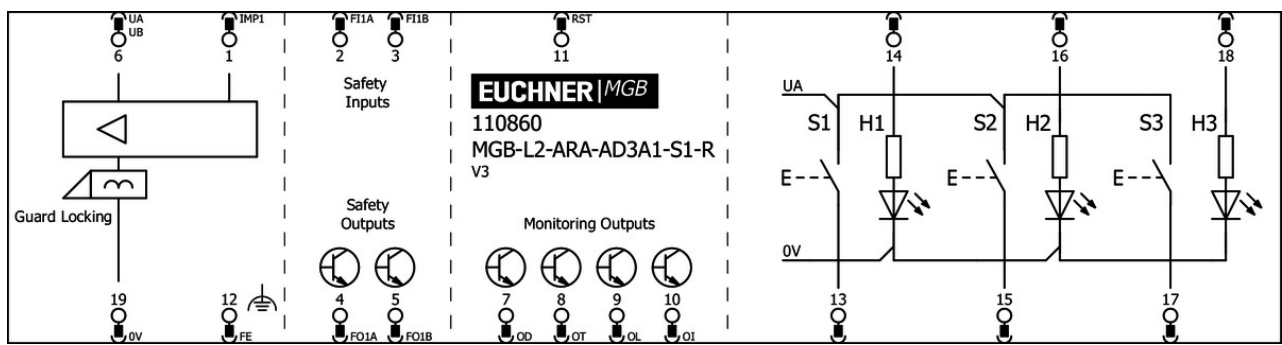 UA
UB
IMP1
FI1A
FI1B
RST
6
1
2
3
11
14
16
18
Safety
Inputs
EUCHNER|MGB
110860
MGB-L2-ARA-AD3A1-S1-R
V3
UA
S1
H1
S2
H2
S3
H3
E
E
E
Guard Locking
Safety
Outputs
Monitoring Outputs
0V
19
12
4
5
7
8
9
10
13
15
17
0V
FE
FO1A
FO1B
OD
OT
OL
OI